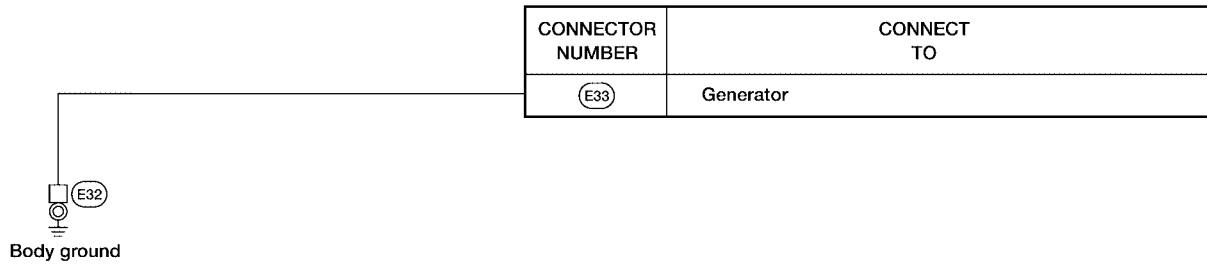 CONNECTOR NUMBER
CONNECT TO
E33
Generator
E32
Body ground